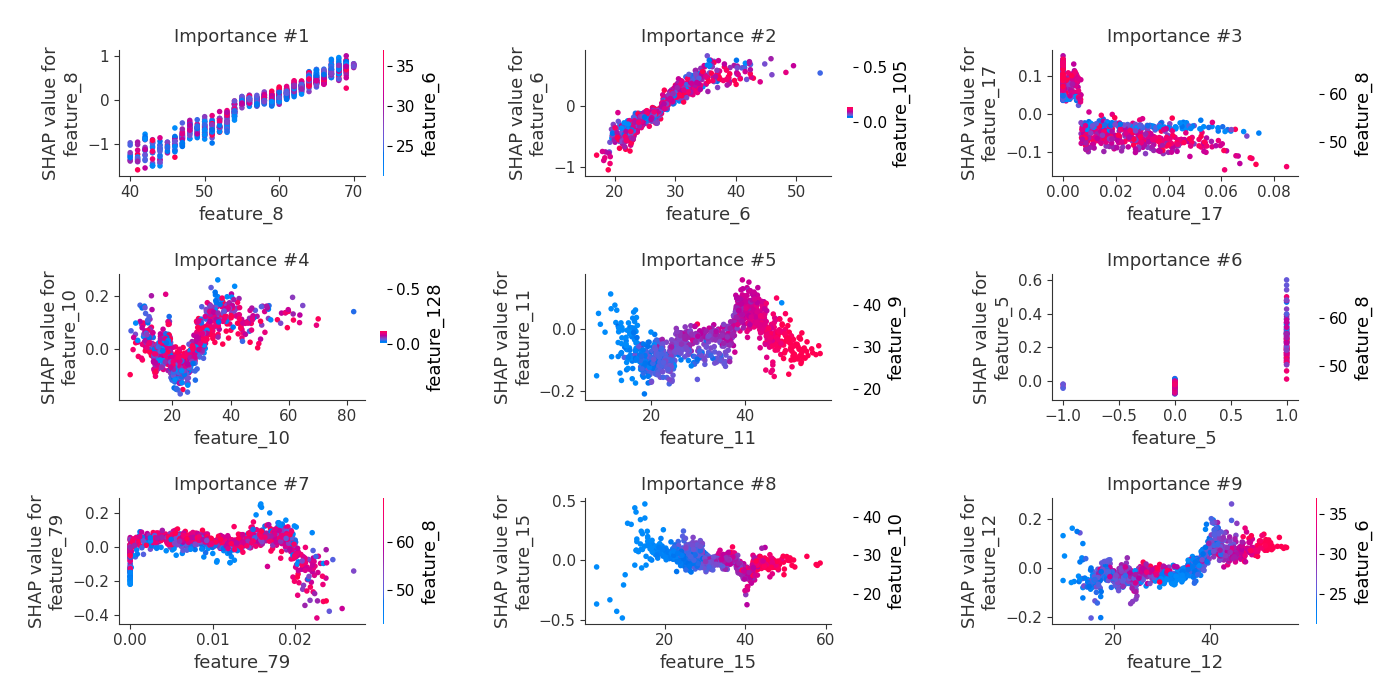 Importance #1
SHAP value for
feature_8
1
0
−1
40
50
60
70
feature_8
35
30
25
feature_6
Importance #2
SHAP value for
feature_6
0
−1
20
30
40
50
feature_6
0.5
0.0
feature_105
Importance #3
SHAP value for
feature_17
0.1
0.0
−0.1
0.00
0.02
0.04
0.06
0.08
feature_17
60
50
feature_8
Importance #4
SHAP value for
feature_10
0.2
0.0
20
40
60
80
feature_10
0.5
0.0
feature_128
Importance #5
SHAP value for
feature_11
0.0
−0.2
20
40
feature_11
40
30
20
feature_9
Importance #6
SHAP value for
feature_5
0.6
0.4
0.2
0.0
−1.0
−0.5
0.0
0.5
1.0
feature_5
60
50
feature_8
Importance #7
SHAP value for
feature_79
0.2
0.0
−0.2
−0.4
0.00
0.01
0.02
feature_79
60
50
feature_8
Importance #8
SHAP value for
feature_15
0.5
0.0
−0.5
20
40
60
feature_15
40
30
20
feature_10
Importance #9
SHAP value for
feature_12
0.2
0.0
−0.2
20
40
feature_12
35
30
25
feature_6